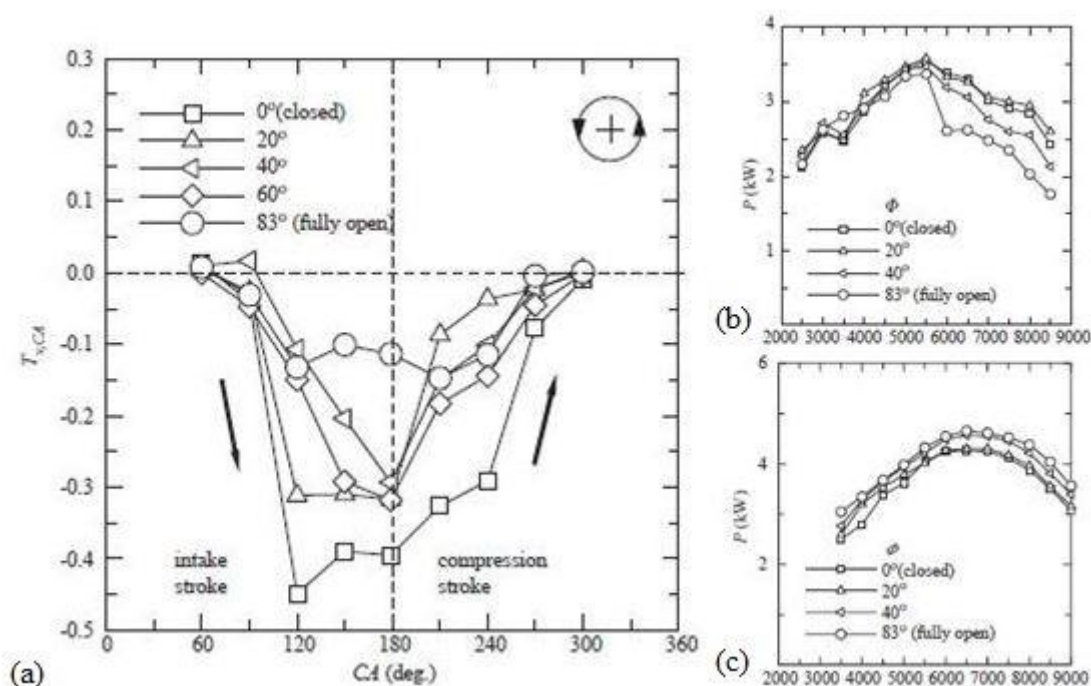 0.3
0.2
0.1
0.0
-0.1
-0.2
-0.3
-0.4
-0.5
T x,CA
0°(closed)
20°
40°
60°
83° (fully open)
intake
stroke
compression
stroke
0 60 120 180 240 300 360
CA (deg.)
(a)
4
3
2
1
P (kW)
Φ
0°(closed)
20°
40°
83° (fully open)
2000 3000 4000 5000 6000 7000 8000 9000
(b)
6
4
2
P (kW)
Φ
0°(closed)
20°
40°
83° (fully open)
2000 3000 4000 5000 6000 7000 8000 9000
(c)